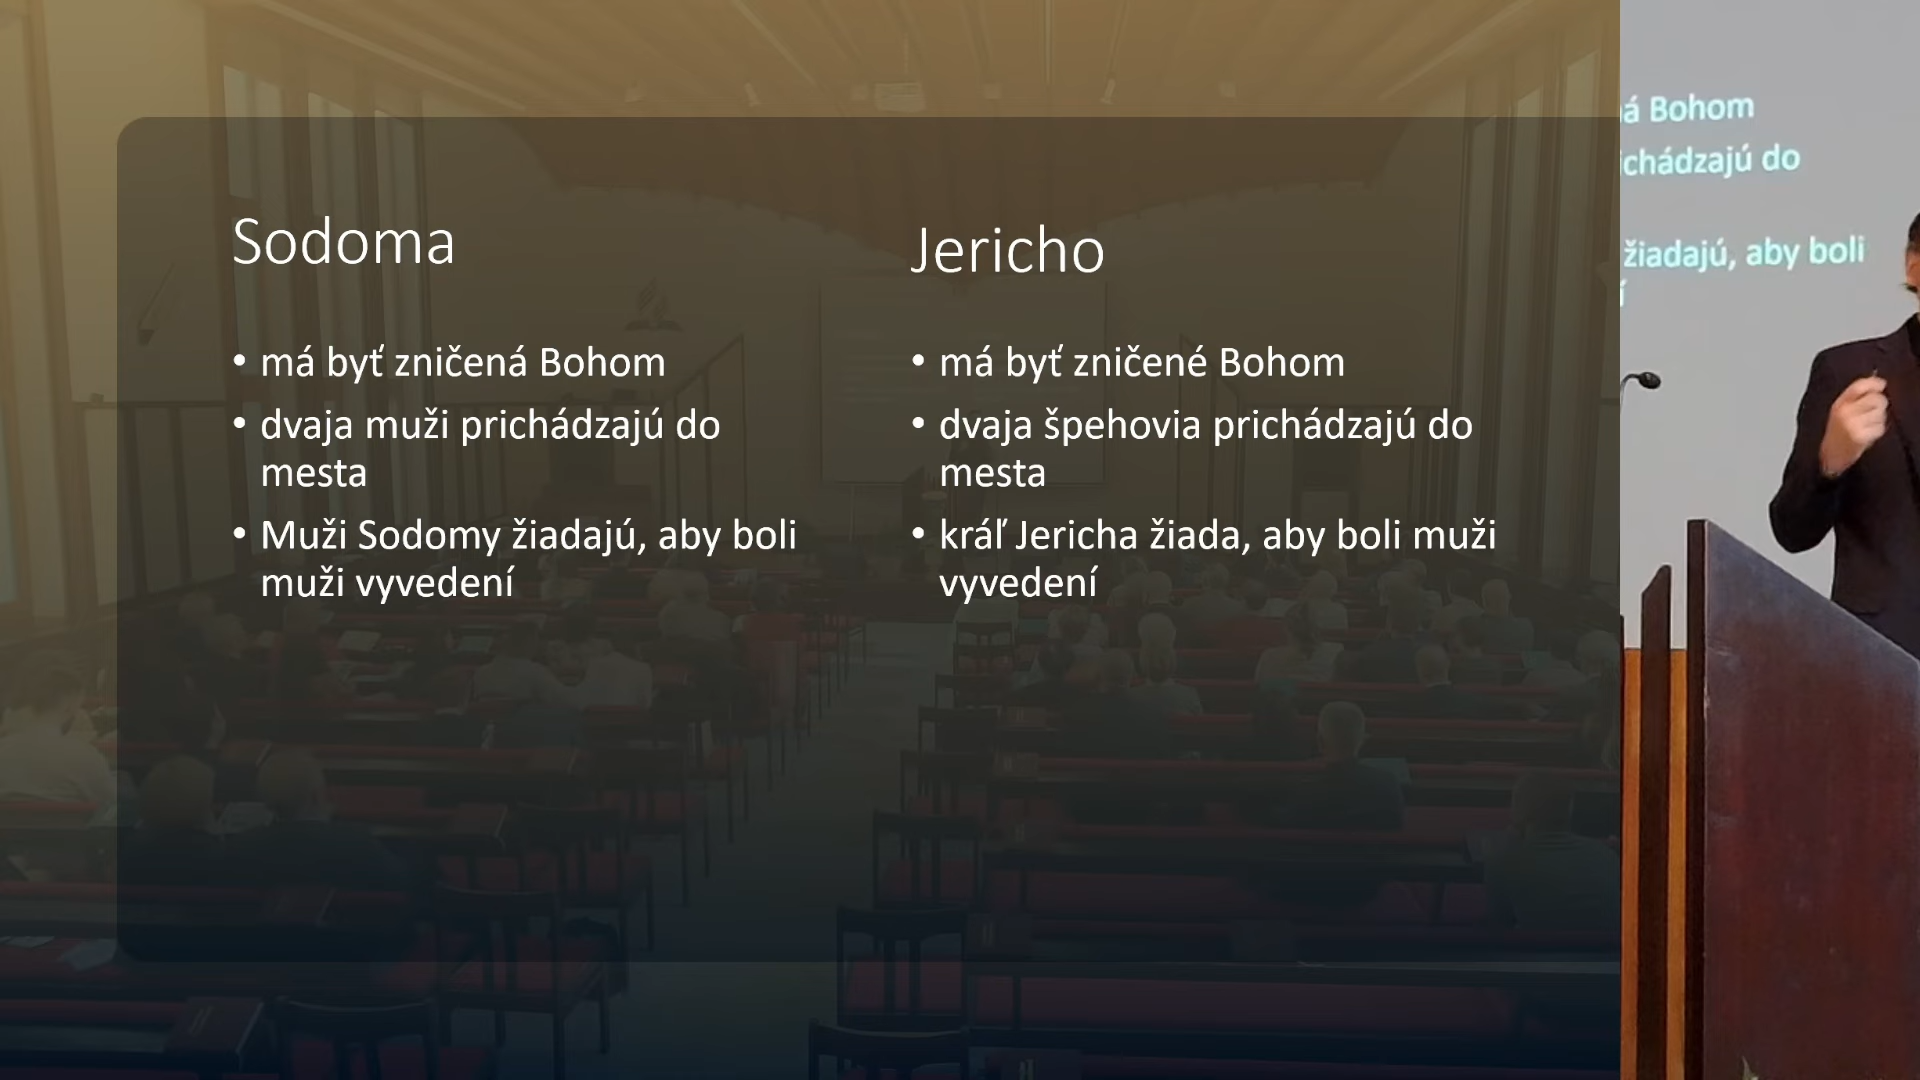 Sodoma
• má byť zničená Bohom
• dvaja muži prichádzajú do
mesta
• Muži Sodomy žiadajú, aby boli
muži vyvedení
Jericho
• má byť zničené Bohom
• dvaja špehovia prichádzajú do
mesta
• kráľ Jericha žiada, aby boli muži
vyvedení
á Bohom
ichádzajú do
žiadajú, aby boli
í